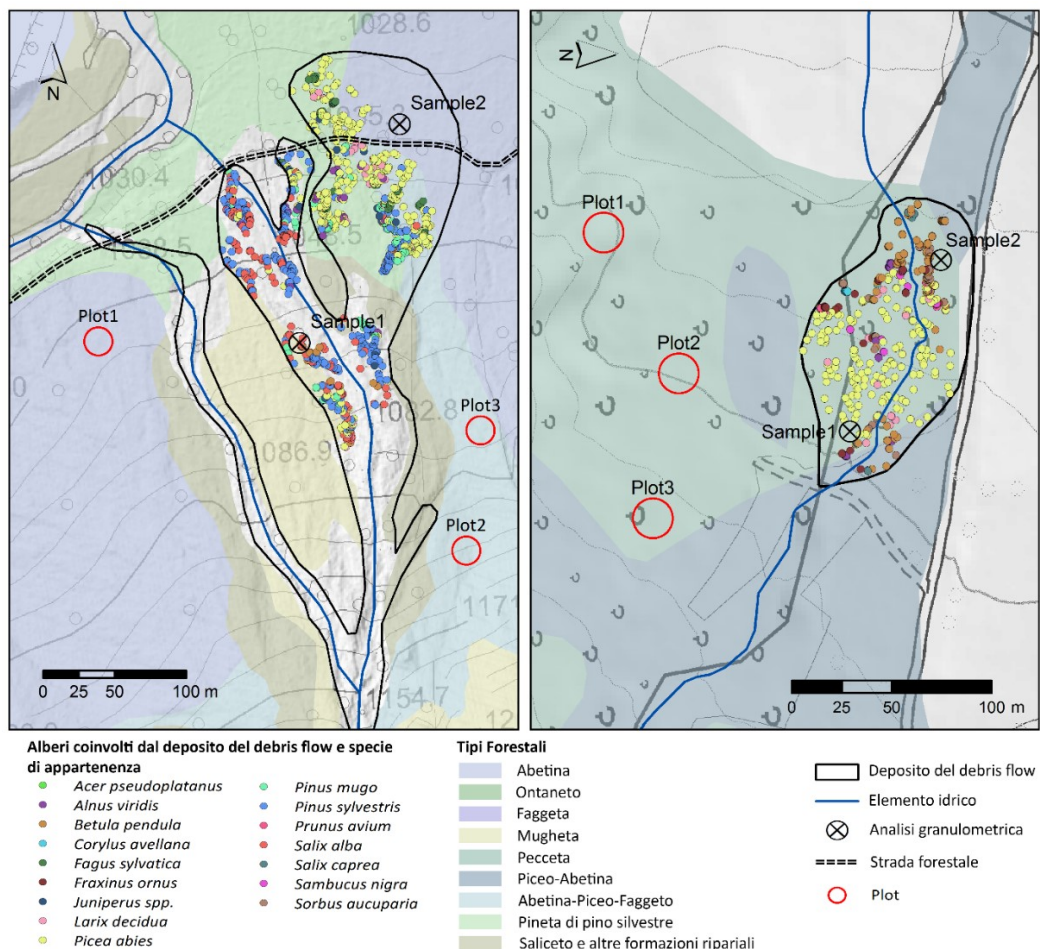 1028.6
N
Sample2
1030.4
Plot1
Sample1
1082.8
Plot3
1086.9
Plot2
1171
1154.7
12
0 25 50 100 m
N
Plot1
Sample2
Plot2
Sample1
Plot3
0 25 50 100 m
Alberi coinvolti dal deposito del debris flow e specie
di appartenenza
Acer pseudoplatanus
Alnus viridis
Betula pendula
Corylus avellana
Fagus sylvatica
Fraxinus ornus
Juniperus spp.
Larix decidua
Picea abies
Pinus mugo
Pinus sylvestris
Prunus avium
Salix alba
Salix caprea
Sambucus nigra
Sorbus aucuparia
Tipi Forestali
Abetina
Ontaneto
Faggeta
Mugheta
Pecceta
Piceo-Abetina
Abetina-Piceo-Faggeto
Pineta di pino silvestre
Saliceto e altre formazioni ripariali
Deposito del debris flow
Elemento idrico
Analisi granulometrica
Strada forestale
Plot